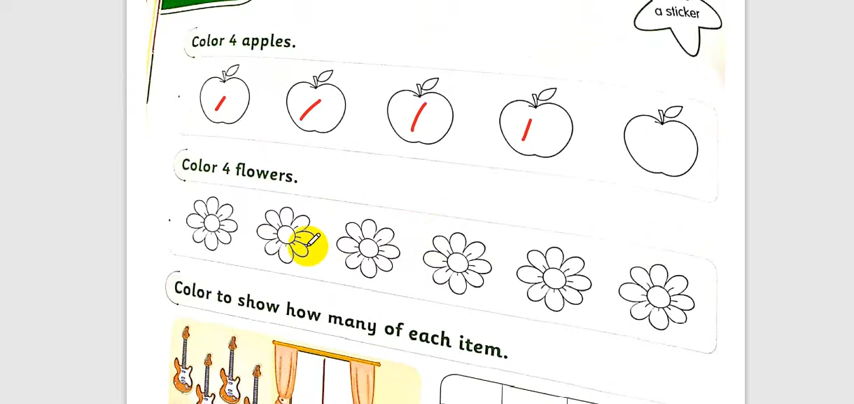 a sticker
Color 4 apples.
Color 4 flowers.
Color to show how many of each item.